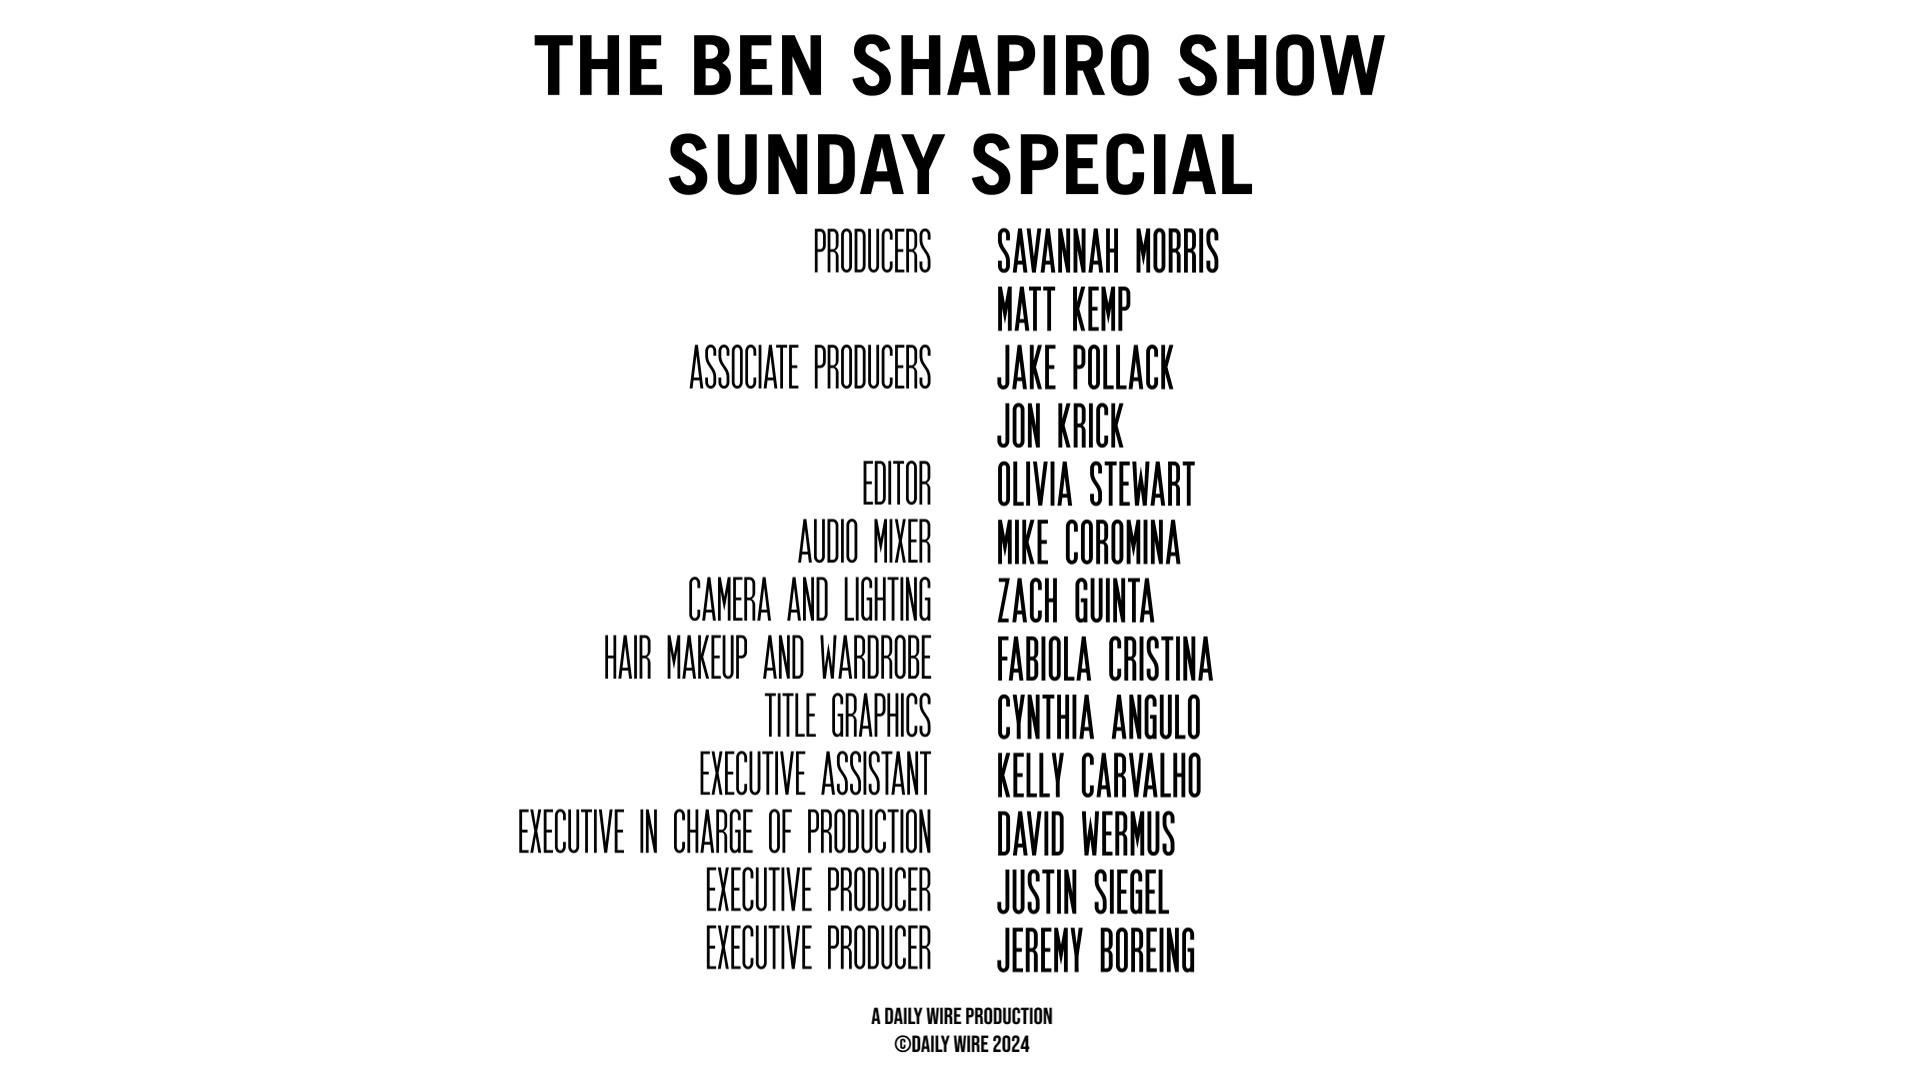 THE BEN SHAPIRO SHOW
SUNDAY SPECIAL
PRODUCERS SAVANNAH MORRIS
MATT KEMP
ASSOCIATE PRODUCERS JAKE POLLACK
JON KRICK
EDITOR OLIVIA STEWART
AUDIO MIXER MIKE COROMINA
CAMERA AND LIGHTING ZACH GUINTA
HAIR MAKEUP AND WARDROBE FABIOLA CRISTINA
TITLE GRAPHICS CYNTHIA ANGULO
EXECUTIVE ASSISTANT KELLY CARVALHO
EXECUTIVE IN CHARGE OF PRODUCTION DAVID WERMUS
EXECUTIVE PRODUCER JUSTIN SIEGEL
EXECUTIVE PRODUCER JEREMY BOREING
A DAILY WIRE PRODUCTION
©DAILY WIRE 2024